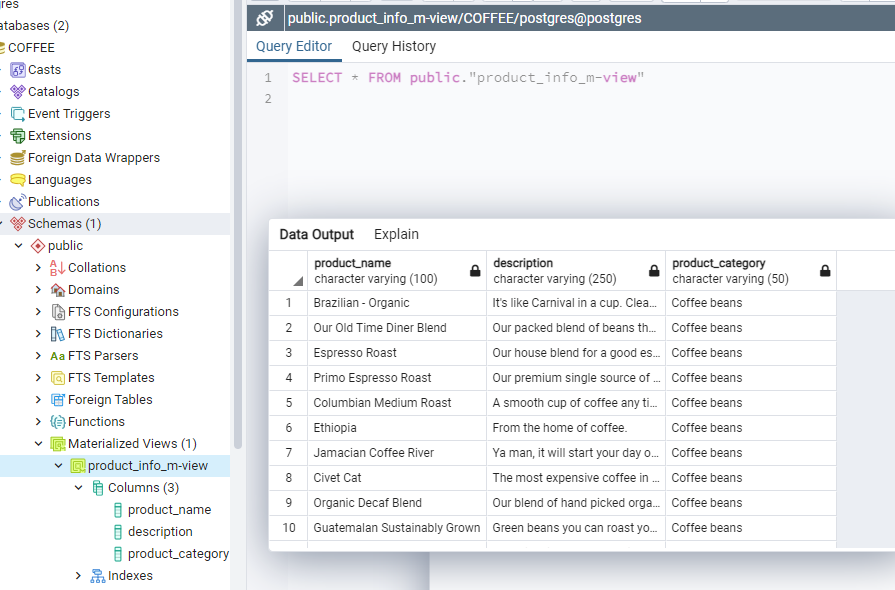 atabases (2)
COFFEE
Casts
Catalogs
Event Triggers
Extensions
Foreign Data Wrappers
Languages
Publications
Schemas (1)
public
Collations
Domains
FTS Configurations
FTS Dictionaries
Aa FTS Parsers
FTS Templates
Foreign Tables
Functions
Materialized Views (1)
product_info_m-view
Columns (3)
product_name
description
product_category
Indexes
public.product_info_m-view/COFFEE/postgres@postgres
Query Editor Query History
1 SELECT * FROM public."product_info_m-view"
2
Data Output Explain
product_name description product_category
character varying (100) character varying (250) character varying (50)
1 Brazilian - Organic It's like Carnival in a cup. Clea... Coffee beans
2 Our Old Time Diner Blend Our packed blend of beans th... Coffee beans
3 Espresso Roast Our house blend for a good es... Coffee beans
4 Primo Espresso Roast Our premium single source of ... Coffee beans
5 Columbian Medium Roast A smooth cup of coffee any ti... Coffee beans
6 Ethiopia From the home of coffee. Coffee beans
7 Jamacian Coffee River Ya man, it will start your day o... Coffee beans
8 Civet Cat The most expensive coffee in ... Coffee beans
9 Organic Decaf Blend Our blend of hand picked orga... Coffee beans
10 Guatemalan Sustainably Grown Green beans you can roast yo... Coffee beans